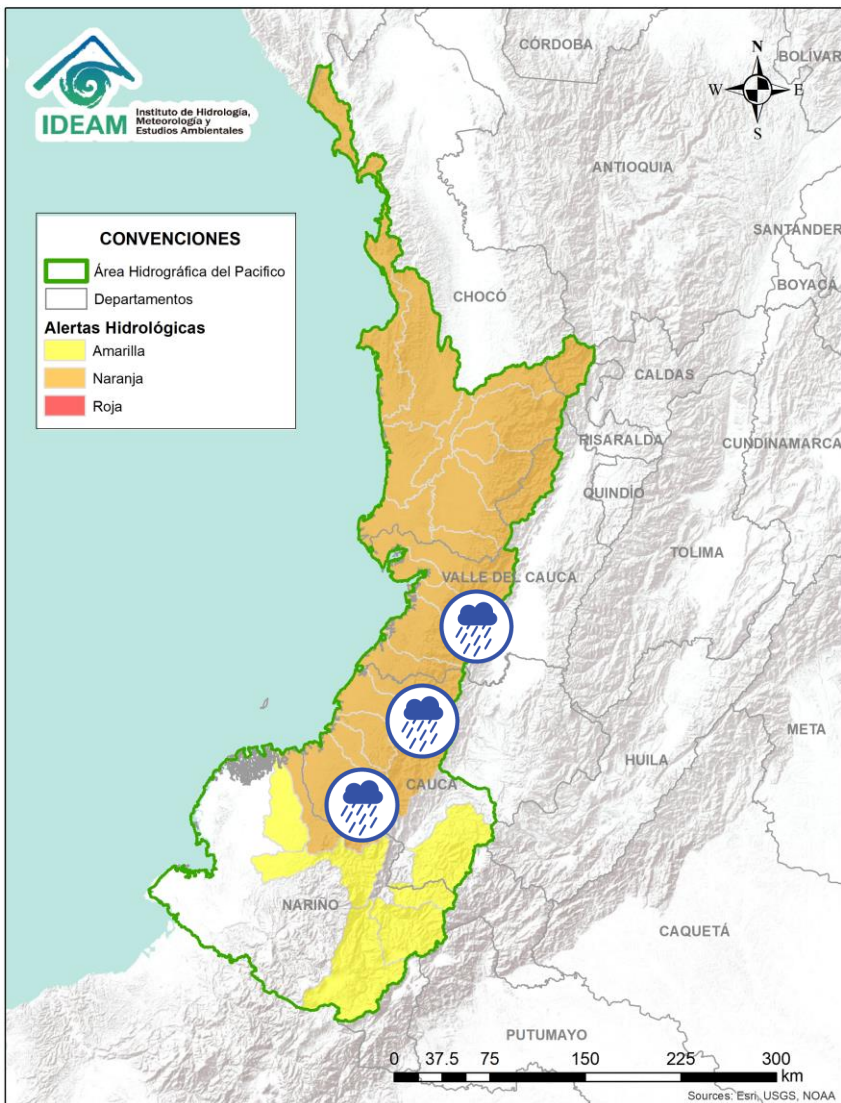 IDEAM
Instituto de Hidrología,
Meteorología y
Estudios Ambientales
N
W
E
S
CÓRDOBA
BOLÍVAR
ANTIOQUIA
SANTANDER
BOYACÁ
CONVENCIONES
Área Hidrográfica del Pacifico
Departamentos
Alertas Hidrológicas
Amarilla
Naranja
Roja
CHOCÓ
CALDAS
RISARALDA
CUNDINAMARCA
QUINDÍO
TOLIMA
VALLE DEL CAUCA
META
HUILA
CAUCA
NARIÑO
CAQUETÁ
PUTUMAYO
0 37.5 75 150 225 300
km
Sources: Esri, USGS, NOAA